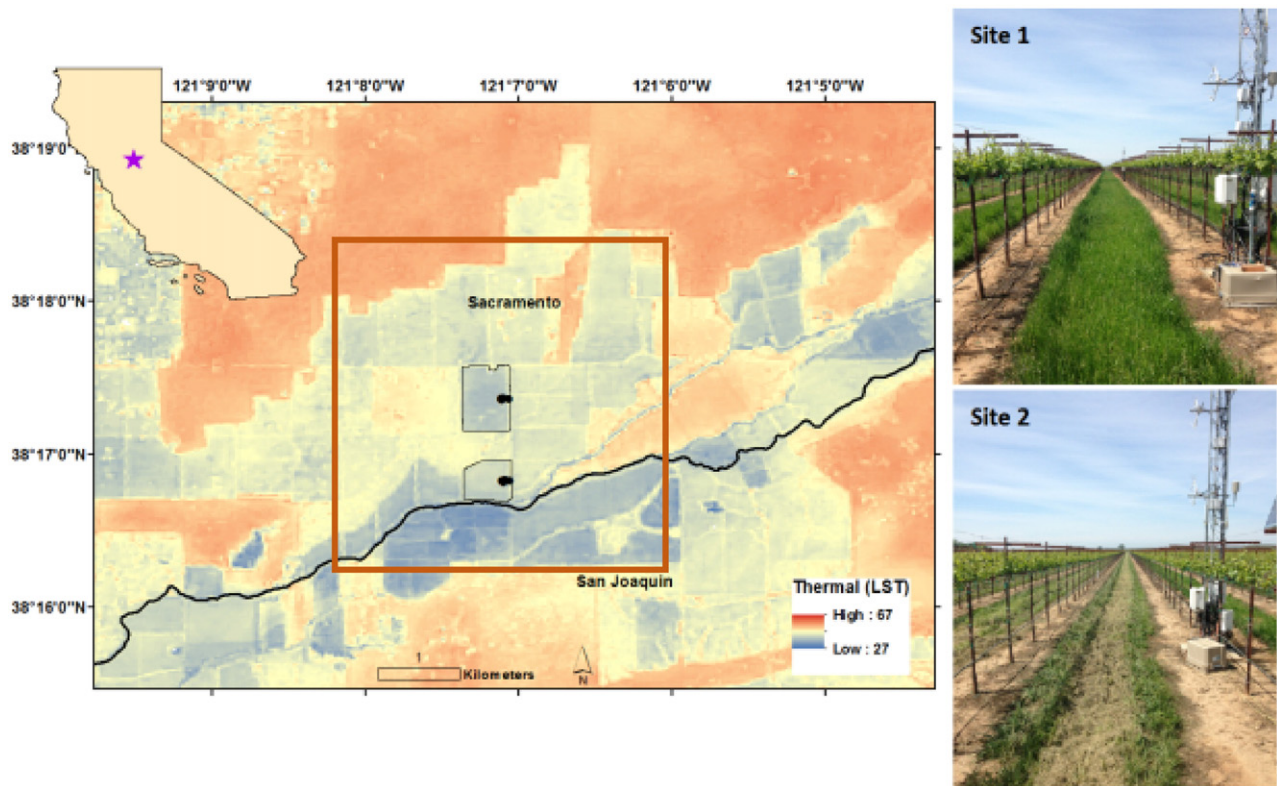 Site 1
121°9'0"W 121°8'0"W 121°7'0"W 121°6'0"W 121°5'0"W
38°19'0"N
38°18'0"N
Sacramento
38°17'0"N
Site 2
San Joaquin
38°16'0"N
Thermal (LST)
High : 67
Low : 27
1
Kilometers
N